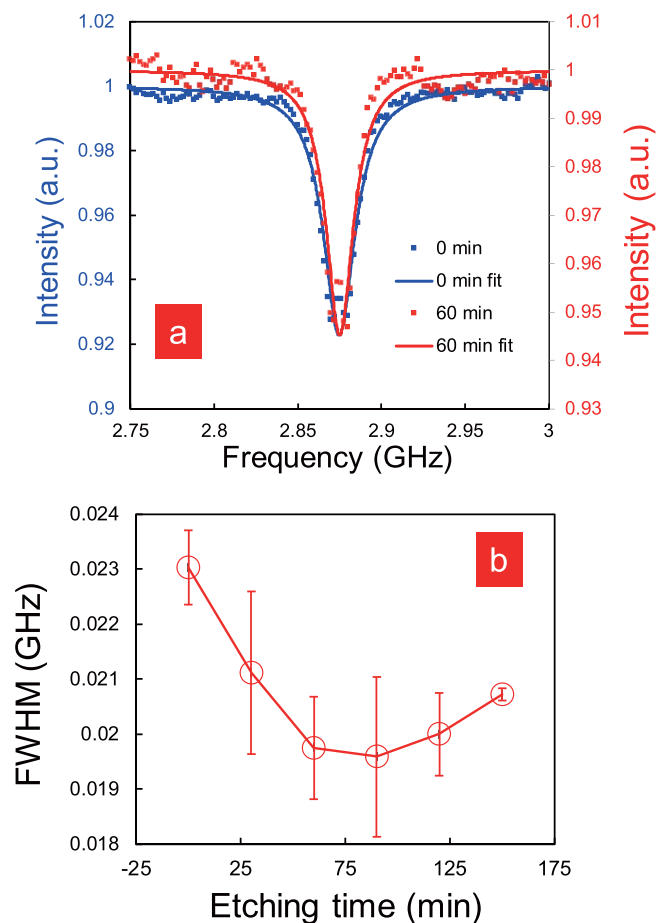 1.02
1
0.98
0.96
0.94
0.92
0.9
Intensity (a.u.)
1.01
1
0.99
0.98
0.97
0.96
0.95
0.94
0.93
Intensity (a.u.)
0 min
0 min fit
60 min
60 min fit
a
2.75 2.8 2.85 2.9 2.95 3
Frequency (GHz)
0.024
0.023
0.022
0.021
0.02
0.019
0.018
FWHM (GHz)
b
-25 25 75 125 175
Etching time (min)